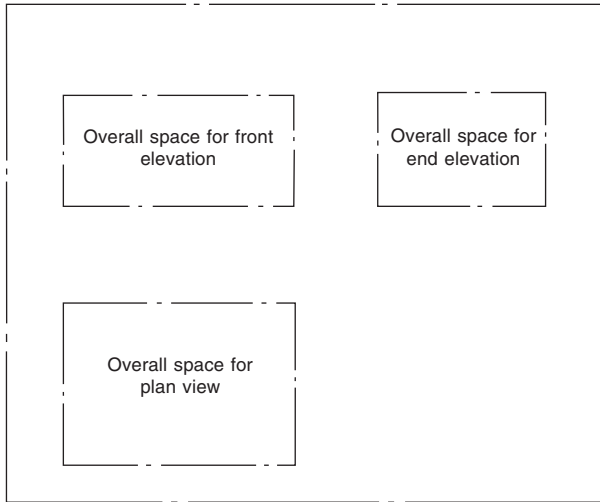 Overall space for front
elevation
Overall space for
end elevation
Overall space for
plan view